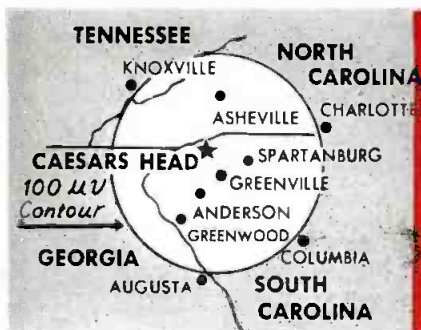 TENNESSEE
KNOXVILLE
NORTH
CAROLINA
ASHEVILLE
CHARLOTTE
CAESARS HEAD
SPARTANBURG
100 µV
Contour
GREENVILLE
ANDERSON
GREENWOOD
GEORGIA
COLUMBIA
AUGUSTA
SOUTH
CAROLINA